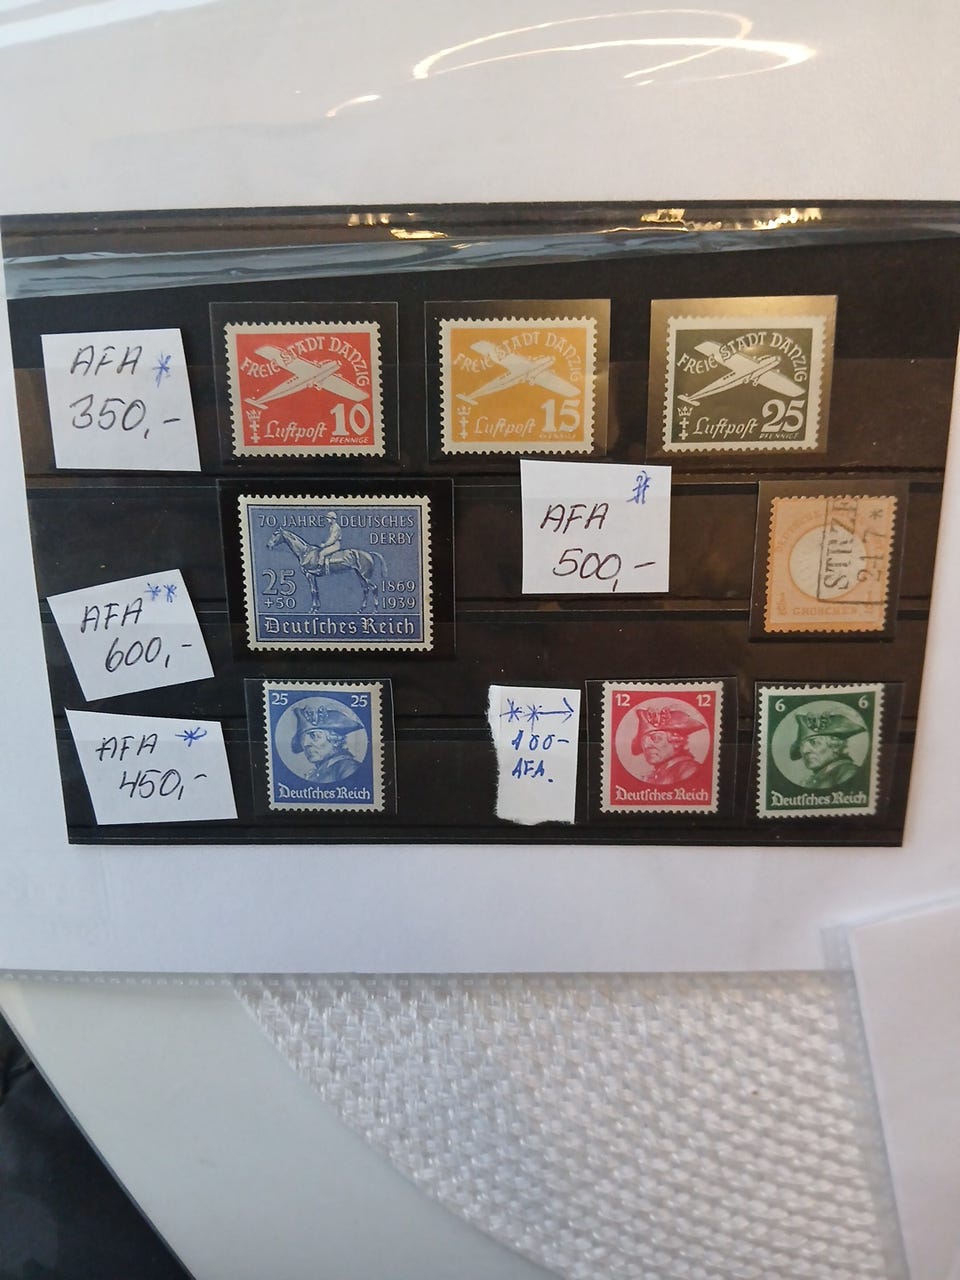 AFA *
350,-
FREIE STADT DANZIG
Luftpost 10
PFENNIGE
FREIE STADT DANZIG
Luftpost 15
PFENNIGE
FREIE STADT DANZIG
Luftpost 25
PFENNIGE
AFA **
600,-
70 JAHRE DEUTSCHES
DERBY
25 1869
+50 1939
Deutsches Reich
AFA
500,-
STRZE
GROSCHEN
AFA *
450,-
25 25
Deutsches Reich
**→
100-
AFA.
12 12
Deutsches Reich
6 6
Deutsches Reich